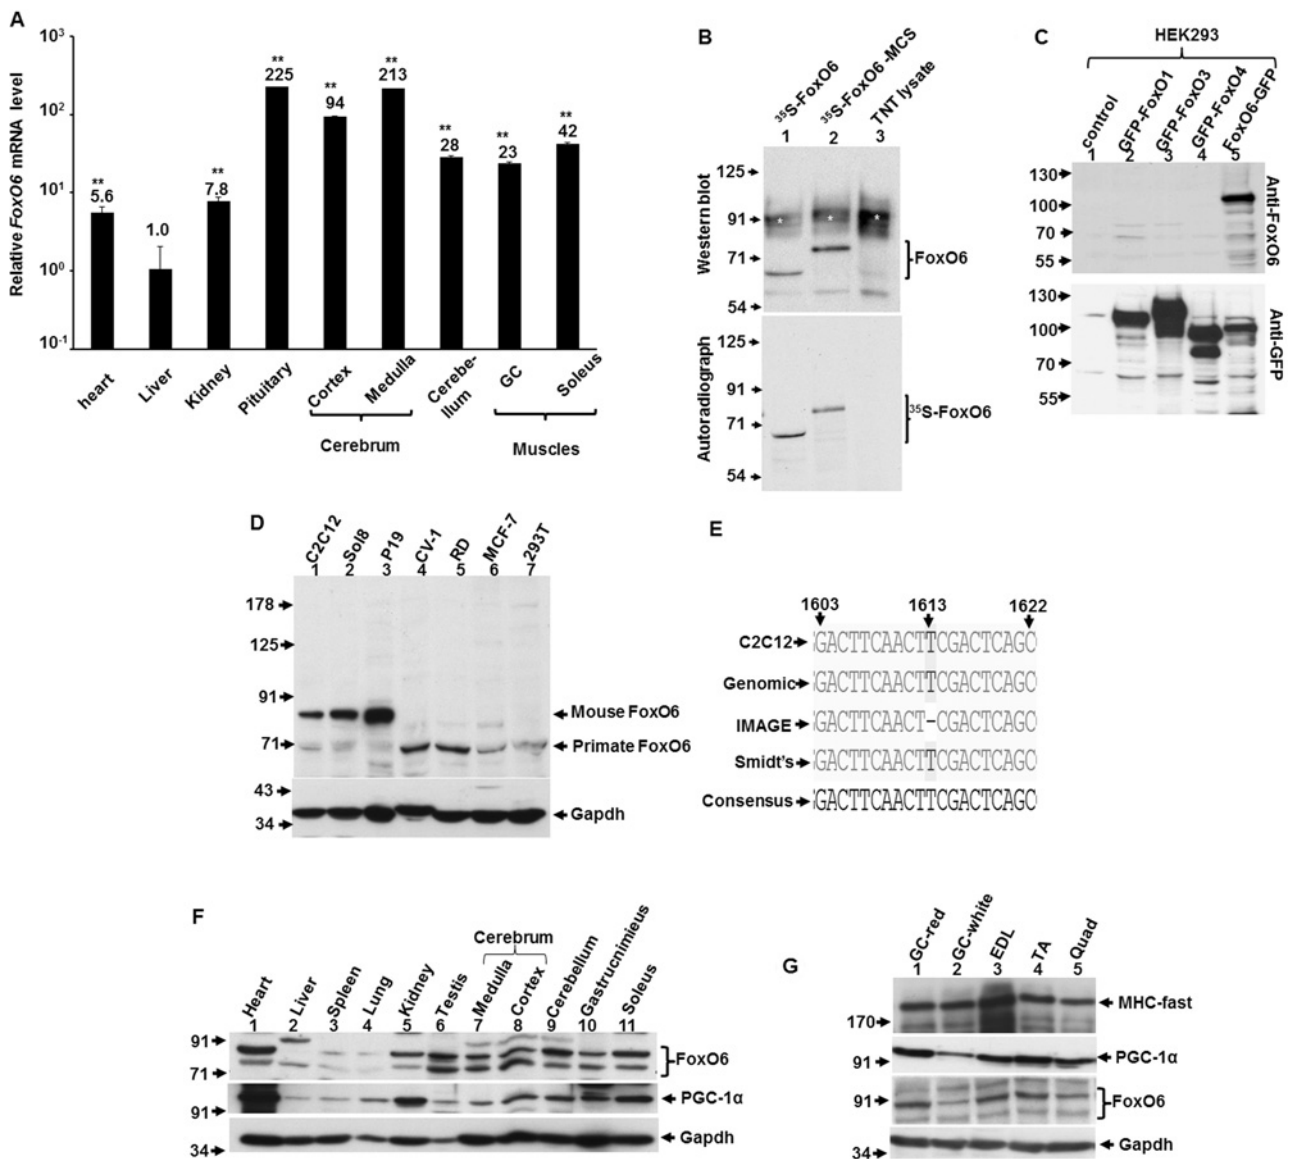 A
Relative FoxO6 mRNA level
10³
10²
10¹
10⁰
10⁻¹
**
5.6
1.0
**
7.8
**
225
**
94
**
213
**
28
**
23
**
42
heart
Liver
Kidney
Pituitary
Cortex
Medulla
Cerebe-
llum
GC
Soleus
Cerebrum
Muscles
B
³⁵S-FoxO6
³⁵S-FoxO6-MCS
TNT lysate
1 2 3
Western blot
125
91
71
54
* * *
FoxO6
Autoradiograph
125
91
71
54
³⁵S-FoxO6
C
HEK293
control
GFP-FoxO1
GFP-FoxO3
GFP-FoxO4
FoxO6-GFP
1 2 3 4 5
130
100
70
55
Anti-FoxO6
130
100
70
55
Anti-GFP
D
C2C12
Sol8
P19
CV-1
RD
MCF-7
293T
1 2 3 4 5 6 7
178
125
91
71
43
34
Mouse FoxO6
Primate FoxO6
Gapdh
E
1603 1613 1622
C2C12 GACTTCAACTTCGACTCAGC
Genomic GACTTCAACTTCGACTCAGC
IMAGE GACTTCAACT-CGACTCAGC
Smidt's GACTTCAACTTCGACTCAGC
Consensus GACTTCAACTTCGACTCAGC
F
Cerebrum
Heart
Liver
Spleen
Lung
Kidney
Testis
Medulla
Cortex
Cerebellum
Gastrucnimieus
Soleus
1 2 3 4 5 6 7 8 9 10 11
91
71
FoxO6
91
PGC-1α
34
Gapdh
G
GC-red
GC-white
EDL
TA
Quad
1 2 3 4 5
170
MHC-fast
91
PGC-1α
91
FoxO6
34
Gapdh